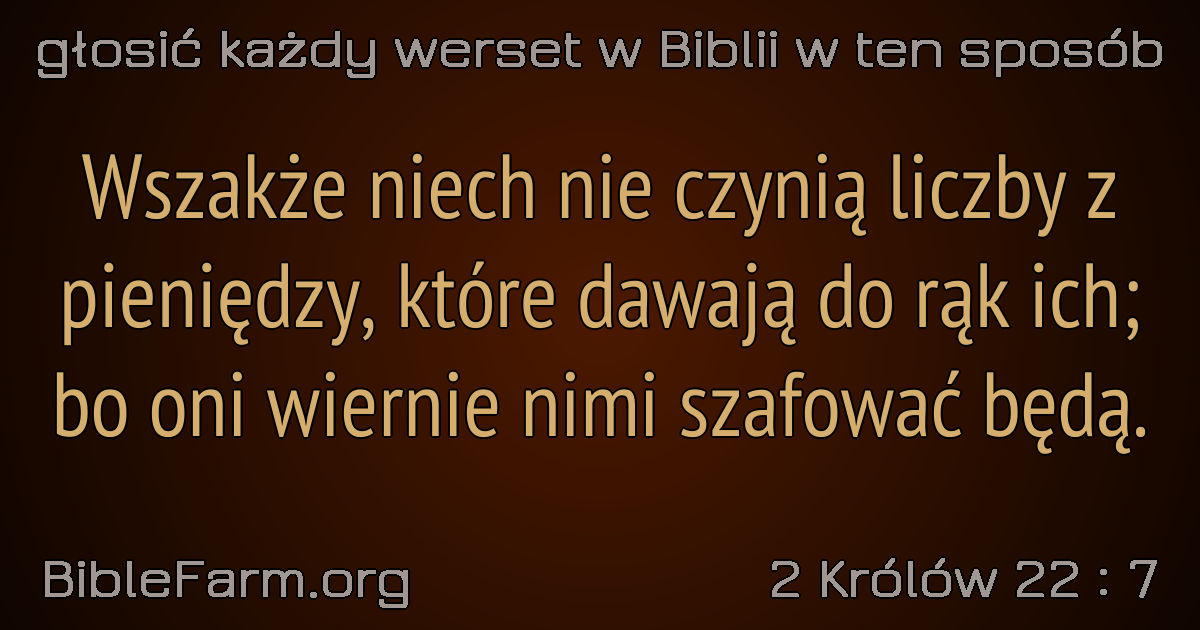 głosić każdy werset w Biblii w ten sposób
Wszakże niech nie czynią liczby z
pieniędzy, które dawają do rąk ich;
bo oni wiernie nimi szafować będą.
BibleFarm.org
2 Królów 22 : 7